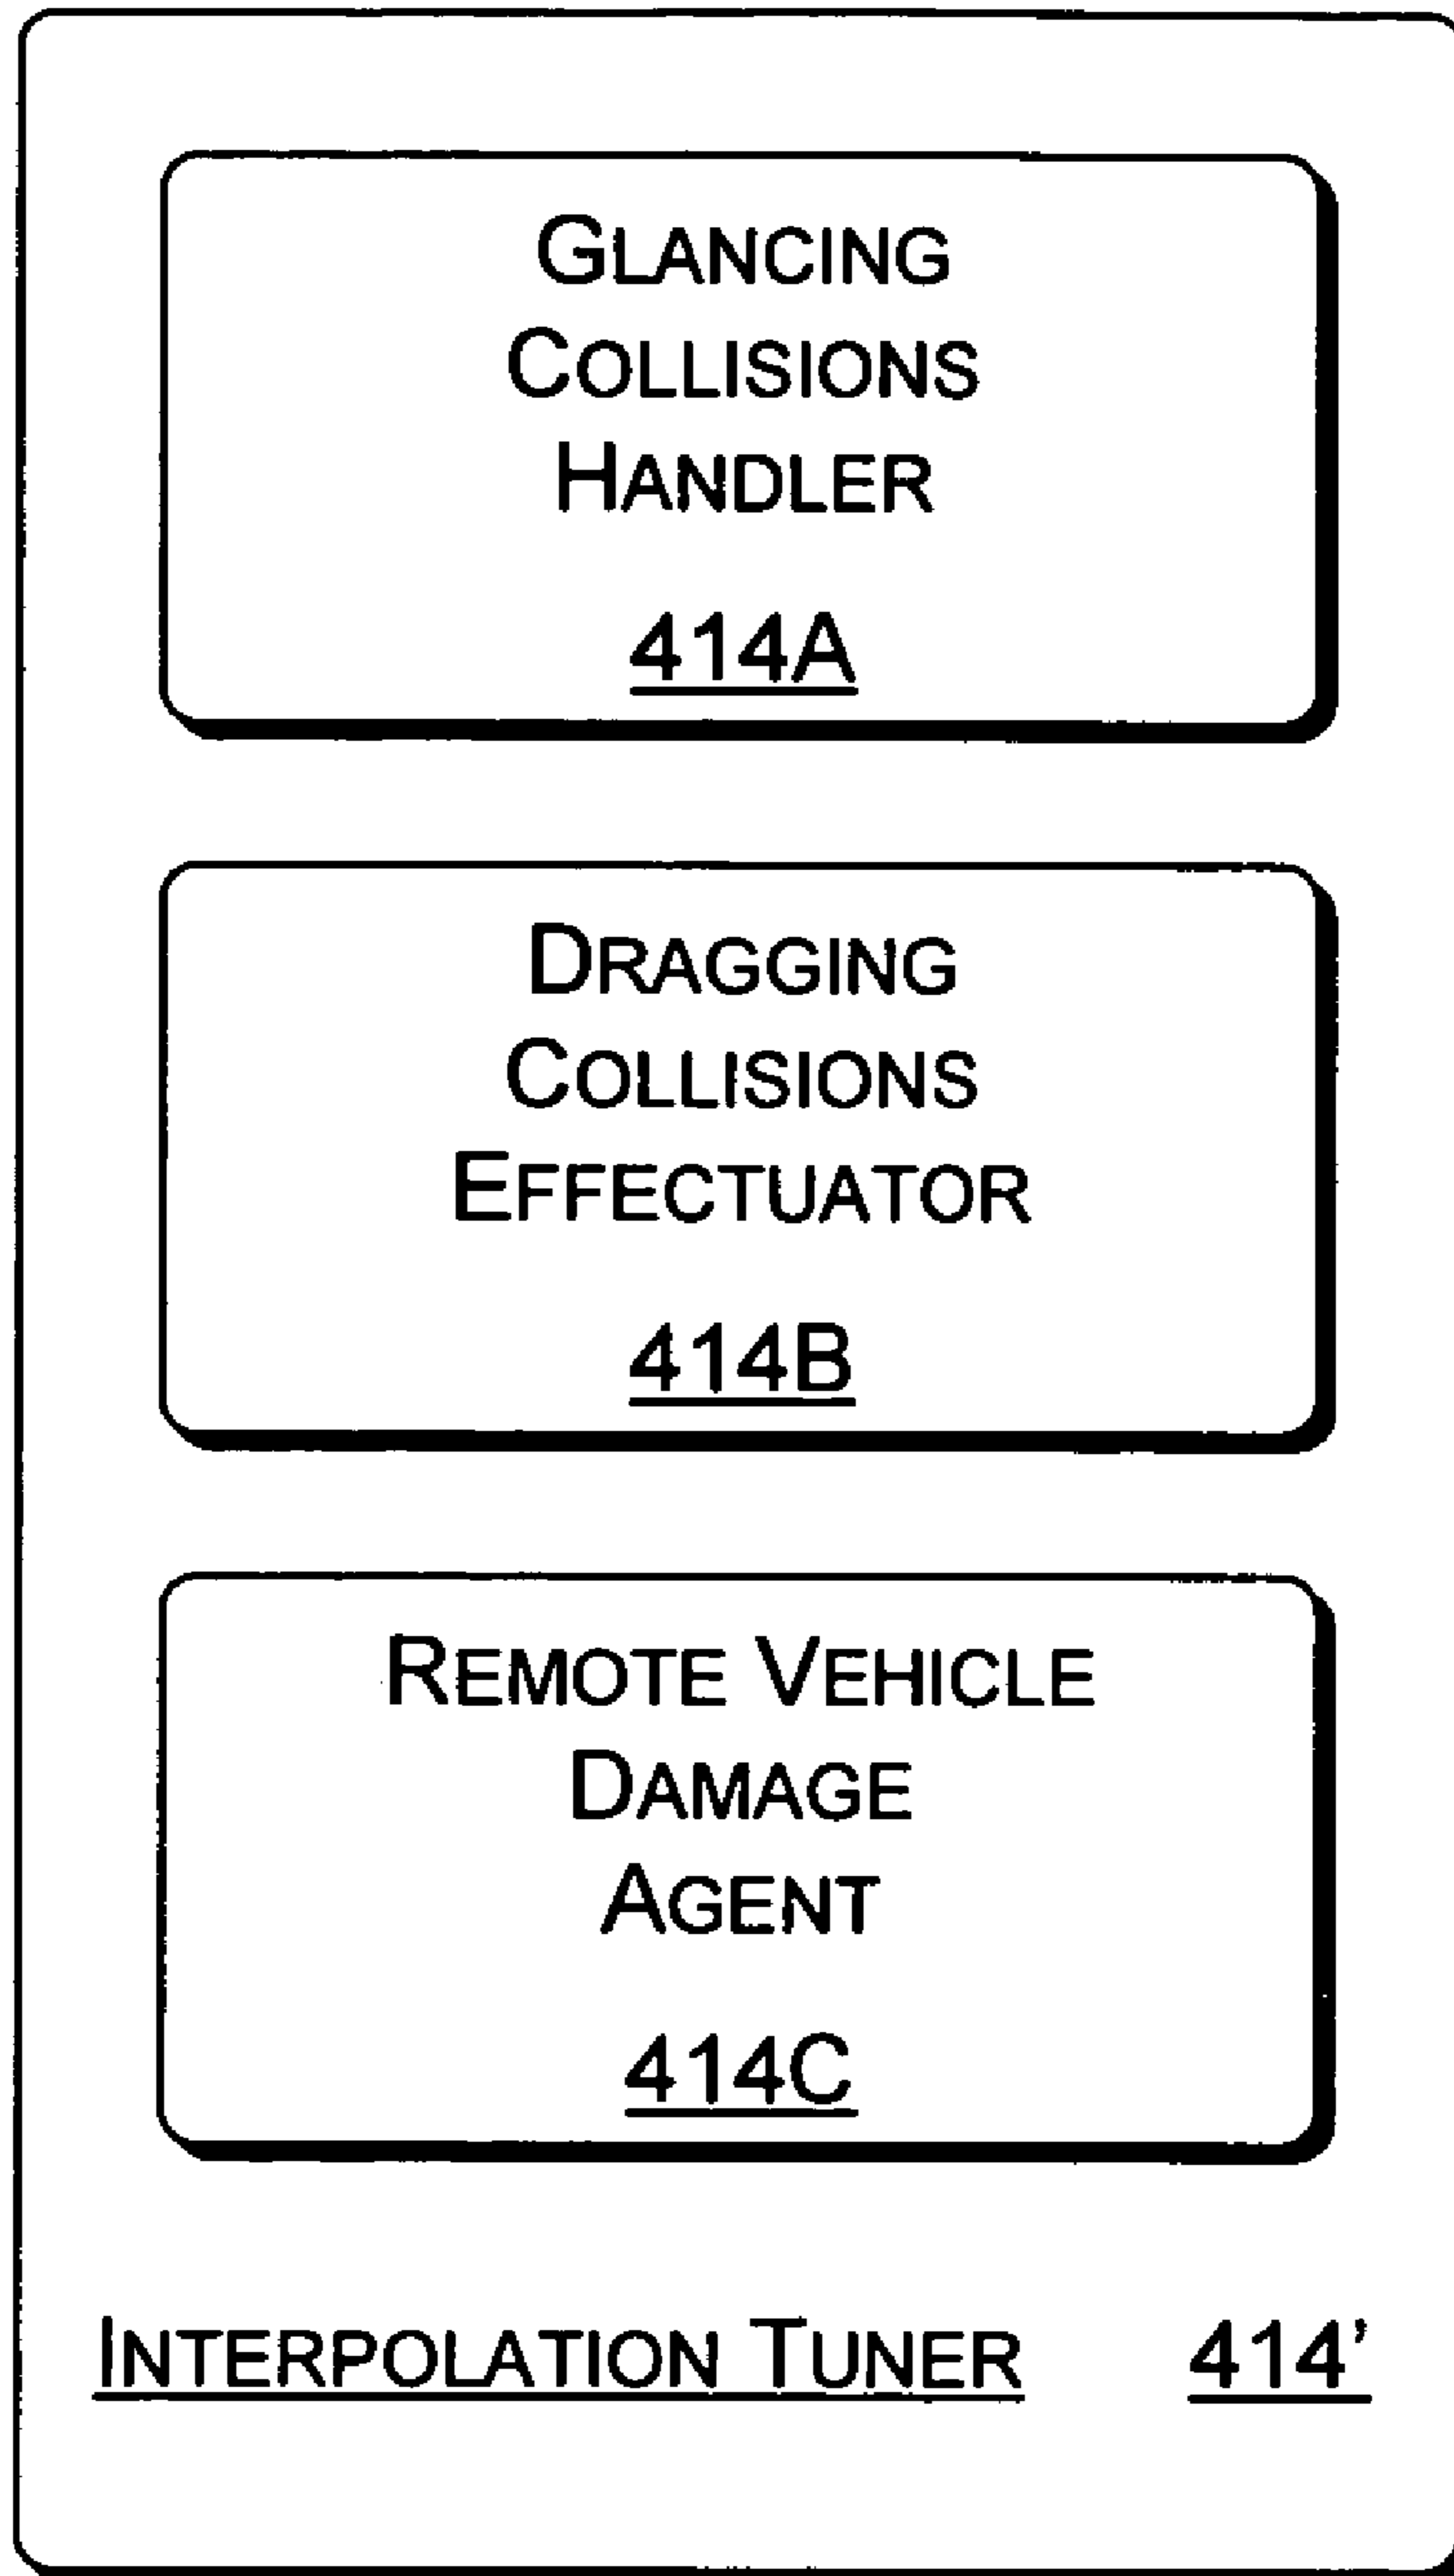 GLANCING
COLLISIONS
HANDLER
414A
DRAGGING
COLLISIONS
EFFECTUATOR
414B
REMOTE VEHICLE
DAMAGE
AGENT
414C
INTERPOLATION TUNER 414'